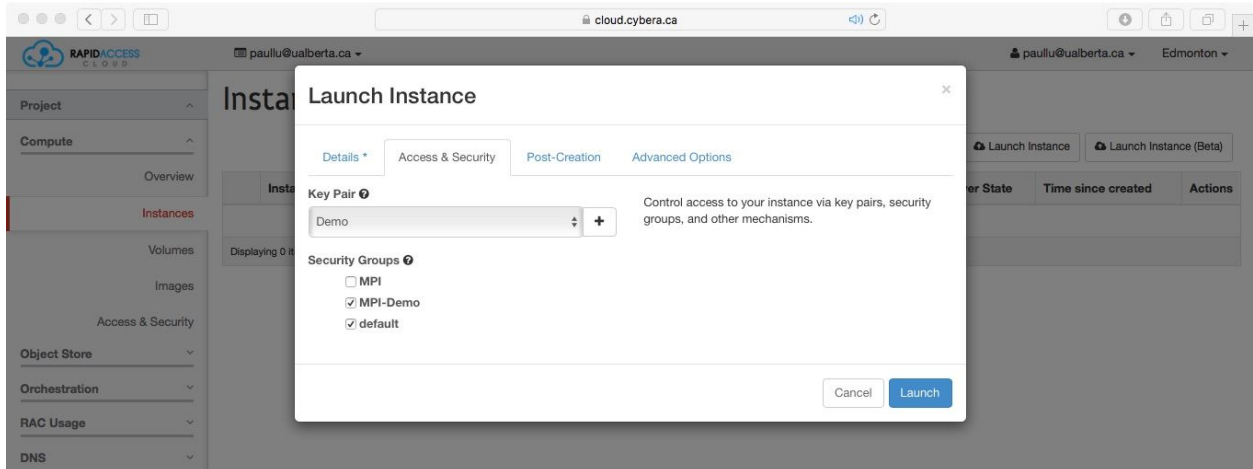 cloud.cybera.ca
RAPIDACCESS
CLOUD
paullu@ualberta.ca
paullu@ualberta.ca
Edmonton
Project
Compute
Overview
Instances
Volumes
Images
Access & Security
Object Store
Orchestration
RAC Usage
DNS
Launch Instance
×
Details *
Access & Security
Post-Creation
Advanced Options
Key Pair
Demo
+
Control access to your instance via key pairs, security
groups, and other mechanisms.
Security Groups
MPI
MPI-Demo
default
Cancel
Launch
Insta
Launch Instance
Launch Instance (Beta)
Insta
er State
Time since created
Actions
Displaying 0 it